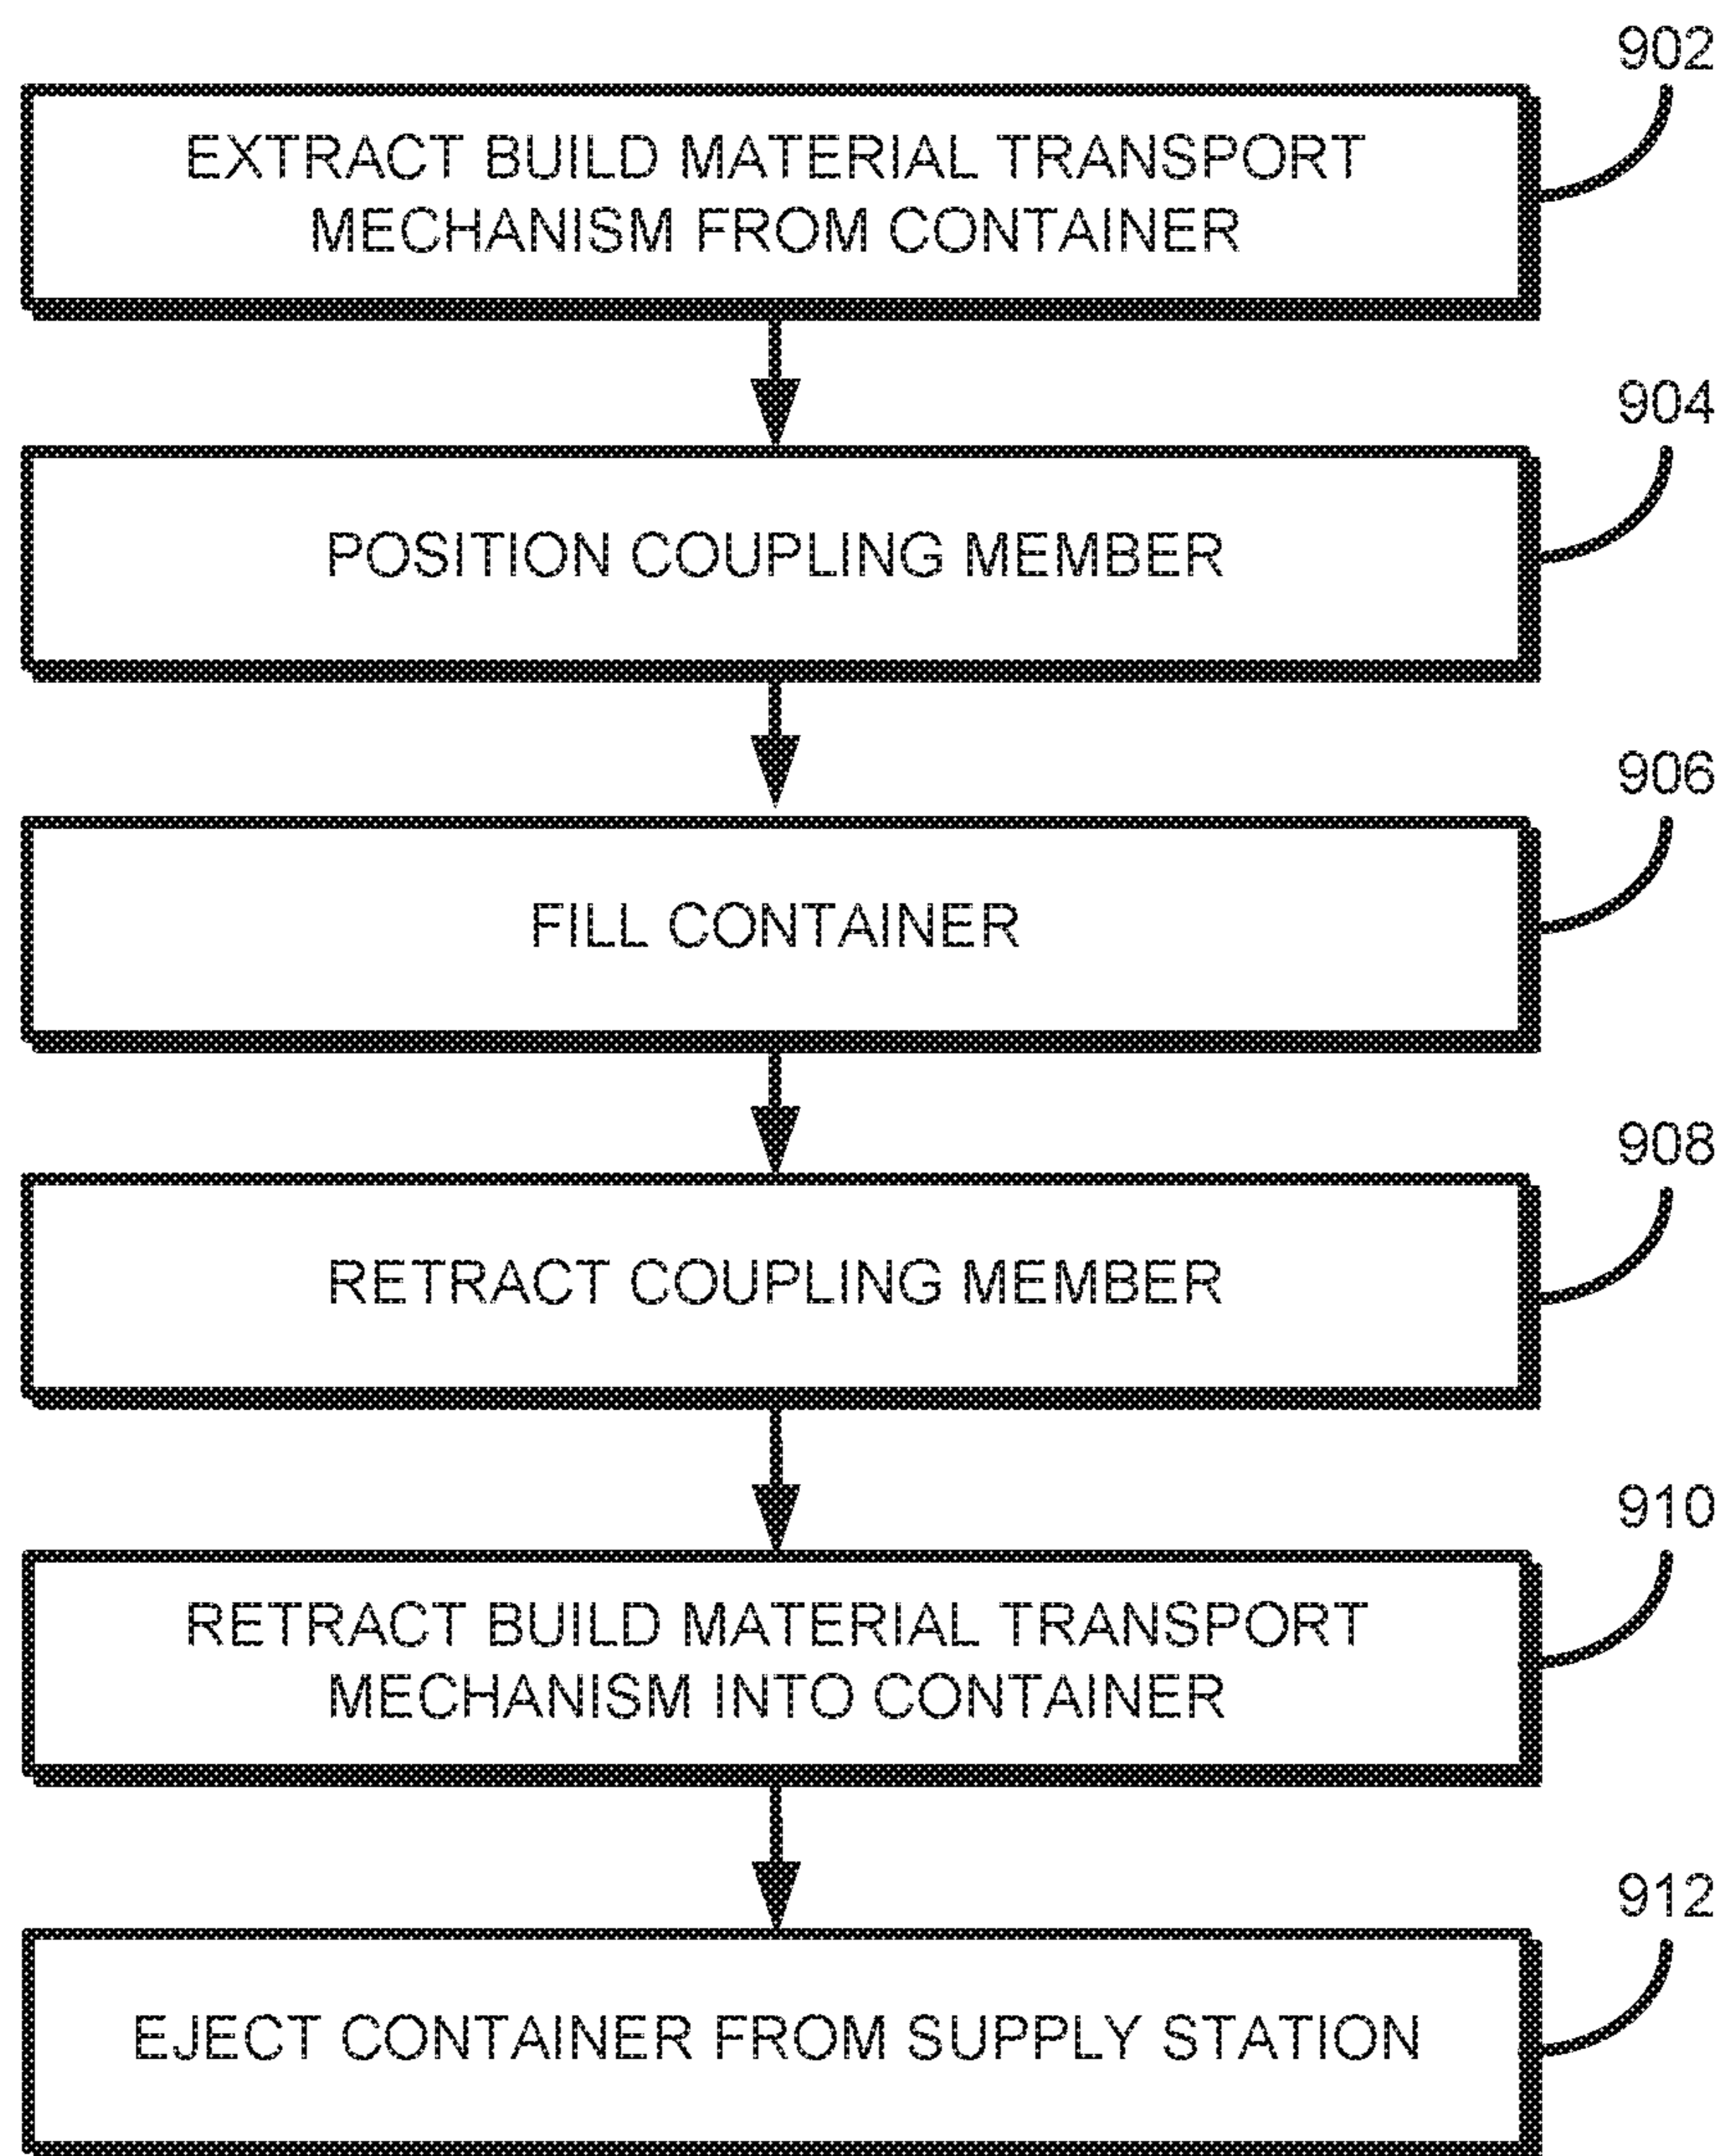 902
EXTRACT BUILD MATERIAL TRANSPORT
MECHANISM FROM CONTAINER
904
POSITION COUPLING MEMBER
906
FILL CONTAINER
908
RETRACT COUPLING MEMBER
910
RETRACT BUILD MATERIAL TRANSPORT
MECHANISM INTO CONTAINER
912
EJECT CONTAINER FROM SUPPLY STATION